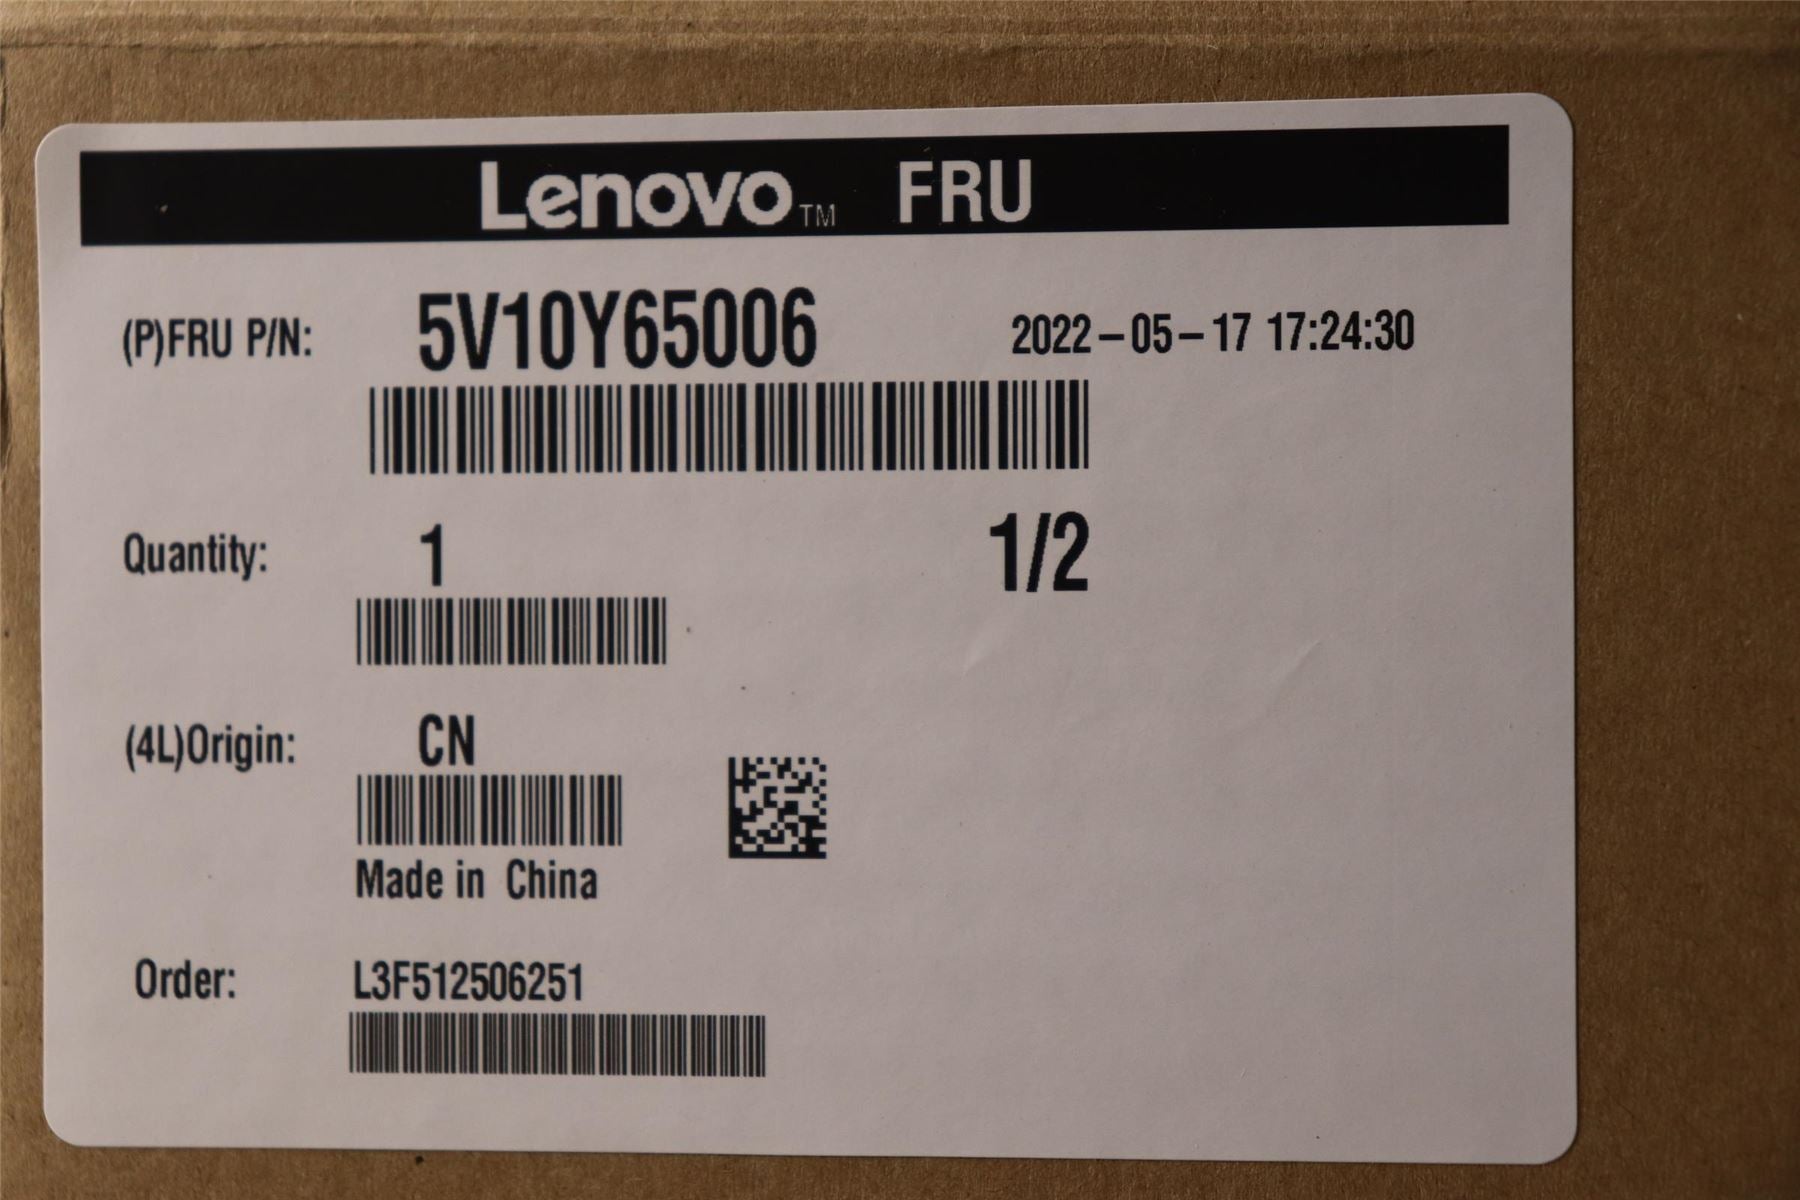 Lenovo™ FRU
(P)FRU P/N: 5V10Y65006 2022-05-17 17:24:30
Quantity: 1 1/2
(4L)Origin: CN
Made in China
Order: L3F512506251